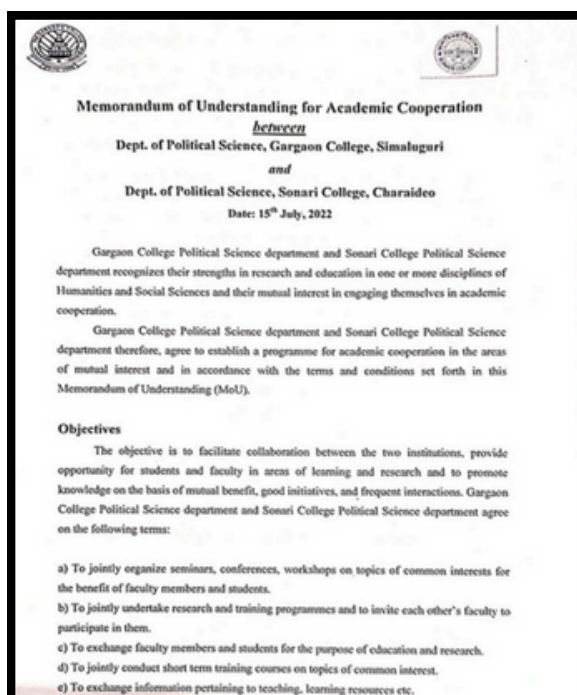 Memorandum of Understanding for Academic Cooperation
between
Dept. of Political Science, Gargaon College, Simaluguri
and
Dept. of Political Science, Sonari College, Charaideo
Date: 15th July, 2022
Gargaon College Political Science department and Sonari College Political Science
department recognizes their strengths in research and education in one or more disciplines of
Humanities and Social Sciences and their mutual interest in engaging themselves in academic
cooperation.
Gargaon College Political Science department and Sonari College Political Science
department therefore, agree to establish a programme for academic cooperation in the areas
of mutual interest and in accordance with the terms and conditions set forth in this
Memorandum of Understanding (MoU).
Objectives
The objective is to facilitate collaboration between the two institutions, provide
opportunity for students and faculty in areas of learning and research and to promote
knowledge on the basis of mutual benefit, good initiatives, and frequent interactions. Gargaon
College Political Science department and Sonari College Political Science department agree
on the following terms:
a) To jointly organize seminars, conferences, workshops on topics of common interests for
the benefit of faculty members and students.
b) To jointly undertake research and training programmes and to invite each other's faculty to
participate in them.
c) To exchange faculty members and students for the purpose of education and research.
d) To jointly conduct short term training courses on topics of common interest.
e) To exchange information pertaining to teaching, learning resources etc.